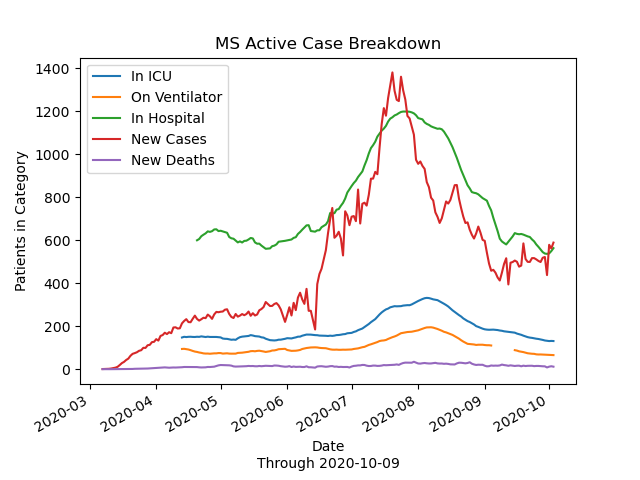 MS Active Case Breakdown
In ICU
On Ventilator
In Hospital
New Cases
New Deaths
Patients in Category
1400
1200
1000
800
600
400
200
0
2020-03
2020-04
2020-05
2020-06
2020-07
2020-08
2020-09
2020-10
Date
Through 2020-10-09